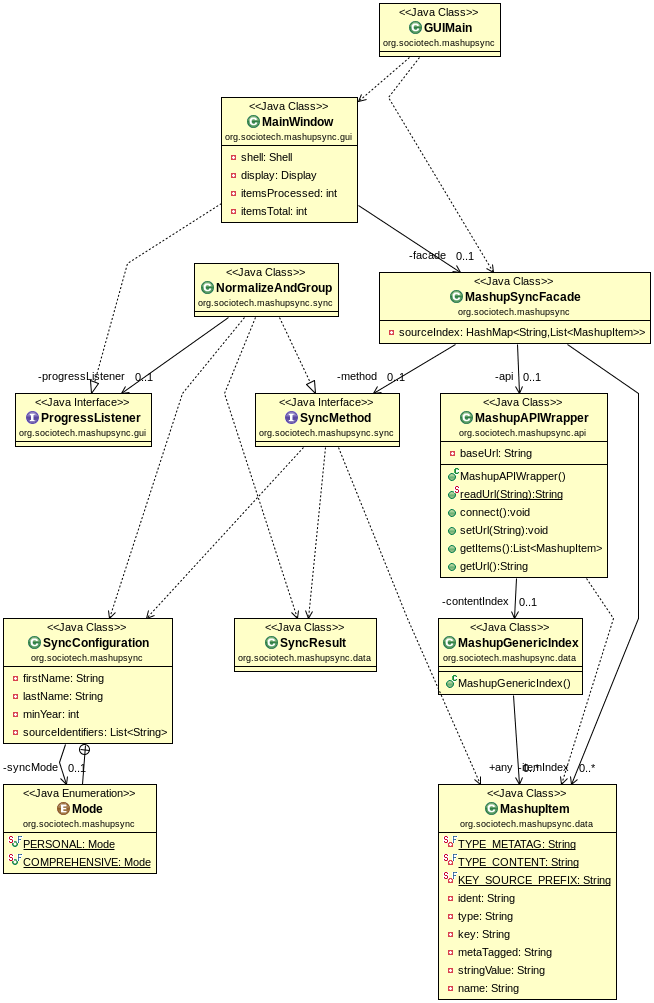 <<Java Class>>
GUIMain
org.sociotech.mashupsync
<<Java Class>>
MainWindow
org.sociotech.mashupsync.gui
shell: Shell
display: Display
itemsProcessed: int
itemsTotal: int
-facade 0..1
<<Java Class>>
NormalizeAndGroup
org.sociotech.mashupsync.sync
<<Java Class>>
MashupSyncFacade
org.sociotech.mashupsync
sourceIndex: HashMap<String,List<MashupItem>>
-progressListener 0..1
-method 0..1
-api 0..1
<<Java Interface>>
ProgressListener
org.sociotech.mashupsync.gui
<<Java Interface>>
SyncMethod
org.sociotech.mashupsync.sync
<<Java Class>>
MashupAPIWrapper
org.sociotech.mashupsync.api
baseUrl: String
MashupAPIWrapper()
readUrl(String):String
connect():void
setUrl(String):void
getItems():List<MashupItem>
getUrl():String
-contentIndex 0..1
<<Java Class>>
SyncConfiguration
org.sociotech.mashupsync
firstName: String
lastName: String
minYear: int
sourceIdentifiers: List<String>
<<Java Class>>
SyncResult
org.sociotech.mashupsync.data
<<Java Class>>
MashupGenericIndex
org.sociotech.mashupsync.data
MashupGenericIndex()
-syncMode 0..1
+any 0..*
-itemIndex 0..*
<<Java Enumeration>>
Mode
org.sociotech.mashupsync
PERSONAL: Mode
COMPREHENSIVE: Mode
<<Java Class>>
MashupItem
org.sociotech.mashupsync.data
TYPE_METATAG: String
TYPE_CONTENT: String
KEY_SOURCE_PREFIX: String
ident: String
type: String
key: String
metaTagged: String
stringValue: String
name: String